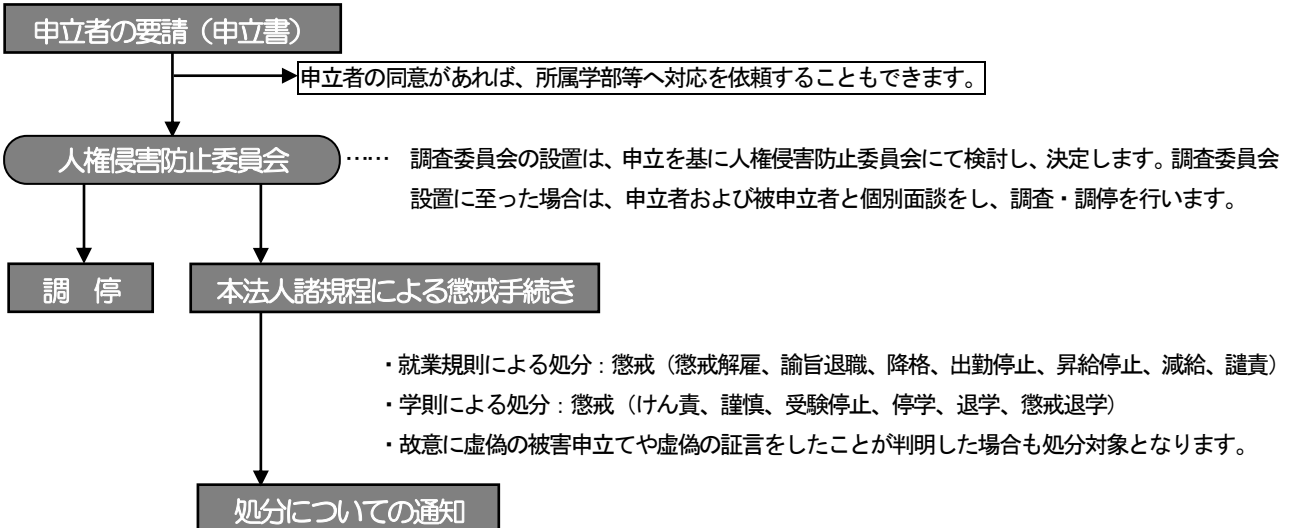 申立者の要請（申立書）
申立者の同意があれば、所属学部等へ対応を依頼することもできます。
人権侵害防止委員会
…… 調査委員会の設置は、申立を基に人権侵害防止委員会にて検討し、決定します。調査委員会
設置に至った場合は、申立者および被申立者と個別面談をし、調査・調停を行います。
調　停
本法人諸規程による懲戒手続き
・就業規則による処分：懲戒（懲戒解雇、諭旨退職、降格、出勤停止、昇給停止、減給、譴責）
・学則による処分：懲戒（けん責、謹慎、受験停止、停学、退学、懲戒退学）
・故意に虚偽の被害申立てや虚偽の証言をしたことが判明した場合も処分対象となります。
処分についての通知